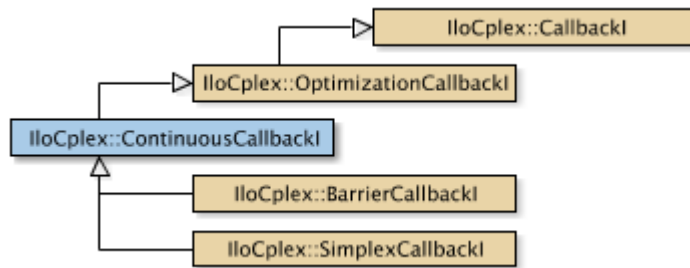 IloCplex::CallbackI
IloCplex::OptimizationCallbackI
IloCplex::ContinuousCallbackI
IloCplex::BarrierCallbackI
IloCplex::SimplexCallbackI